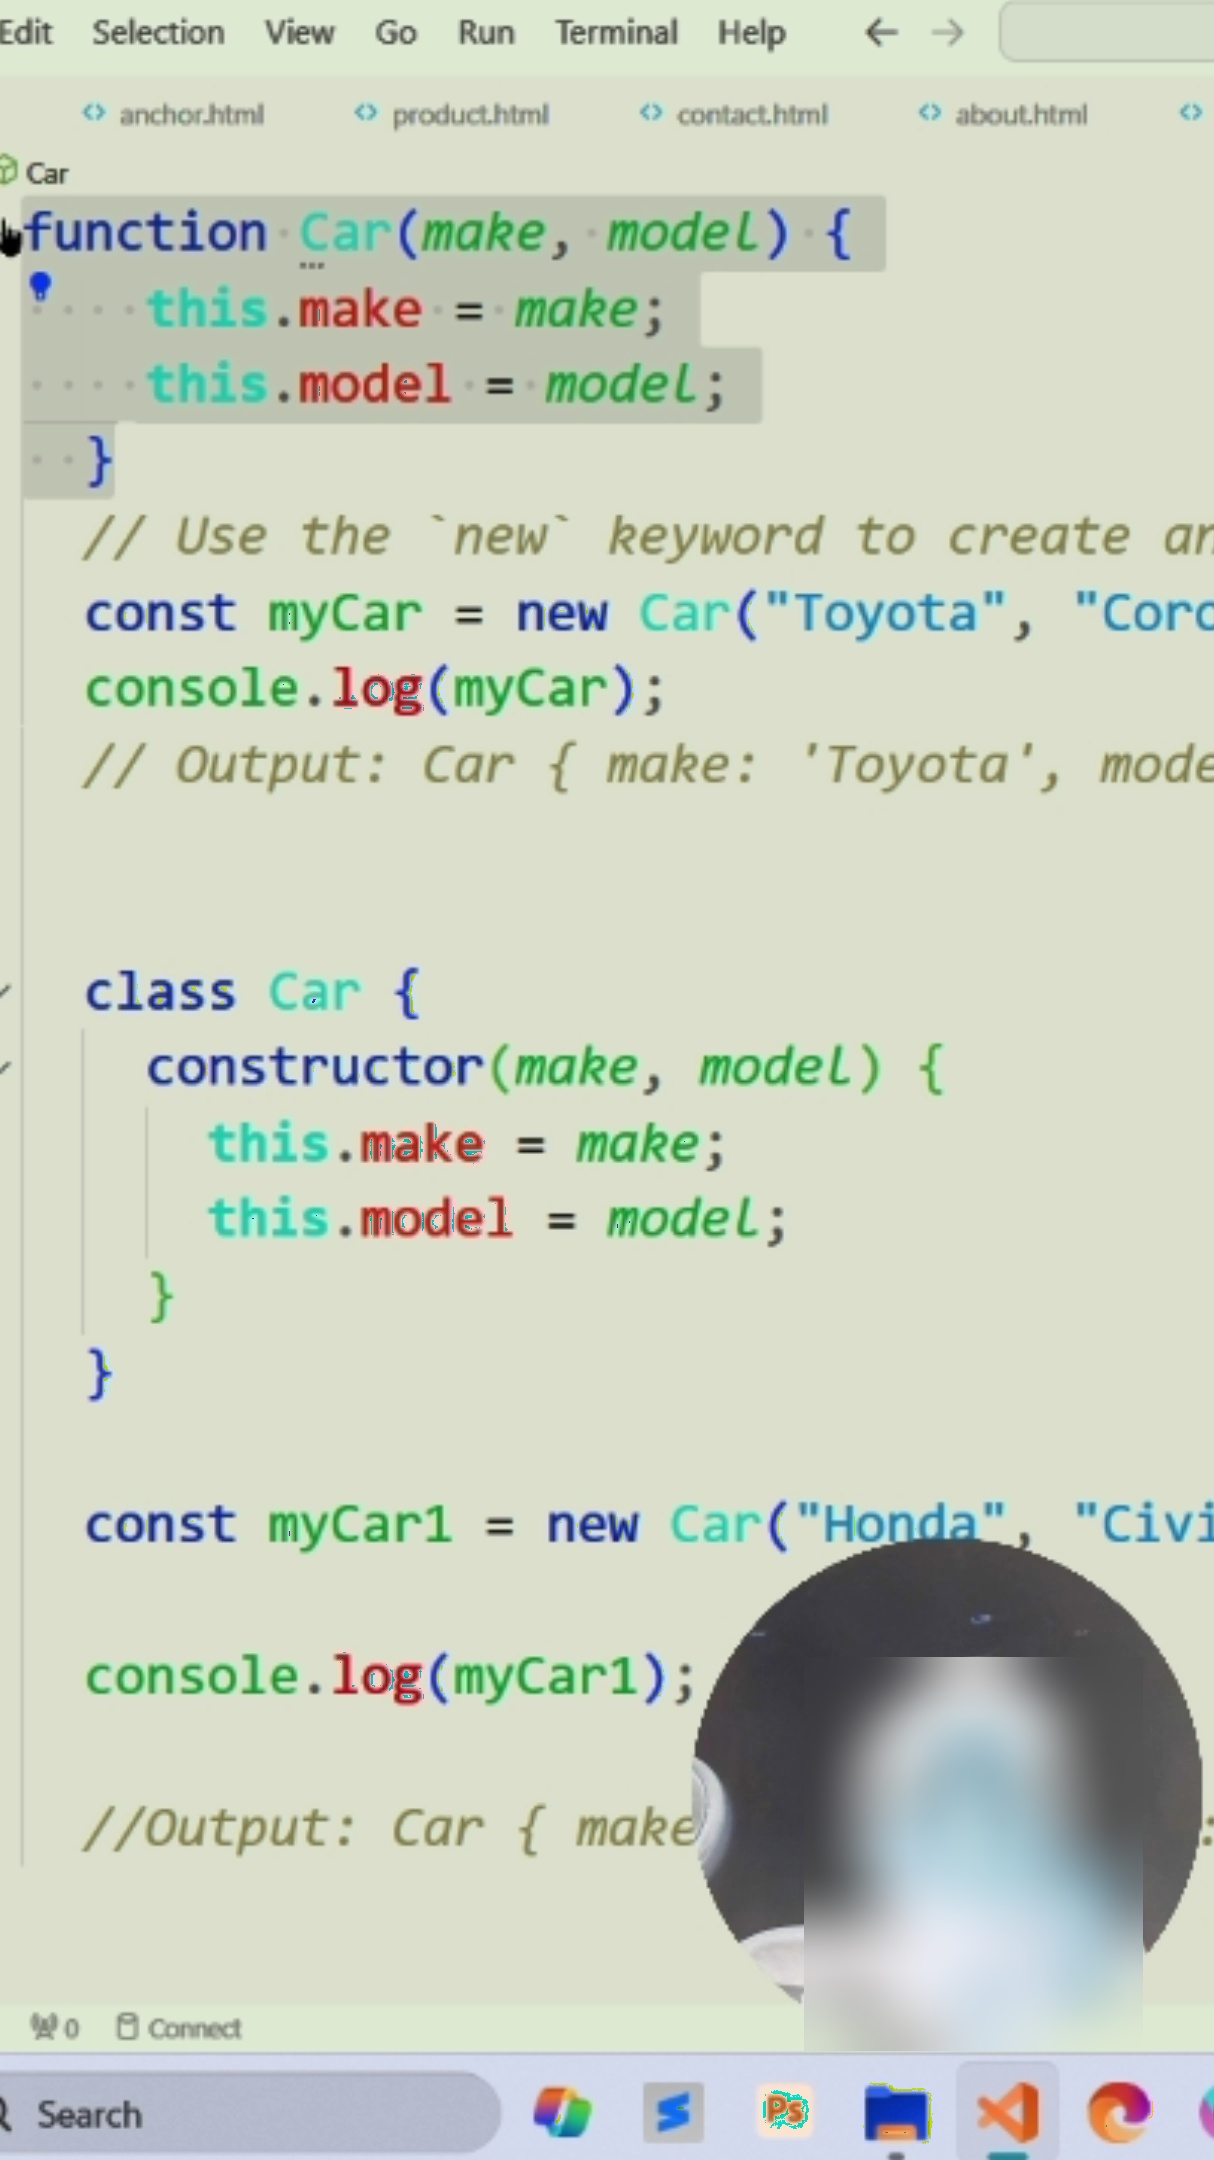 Edit Selection View Go Run Terminal Help
anchor.html product.html contact.html about.html
Car
function Car(make, model) {
this.make = make;
this.model = model;
}
// Use the `new` keyword to create an
const myCar = new Car("Toyota", "Coro
console.log(myCar);
// Output: Car { make: 'Toyota', mode
class Car {
constructor(make, model) {
this.make = make;
this.model = model;
}
}
const myCar1 = new Car("Honda", "Civi
console.log(myCar1);
//Output: Car { make :
0 Connect
Search
Ps